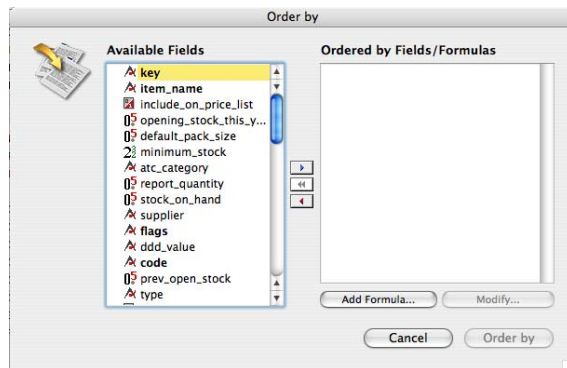 Order by
Available Fields
Ordered by Fields/Formulas
key
item_name
include_on_price_list
opening_stock_this_y...
default_pack_size
minimum_stock
atc_category
report_quantity
stock_on_hand
supplier
flags
ddd_value
code
prev_open_stock
type
Add Formula...
Modify...
Cancel
Order by